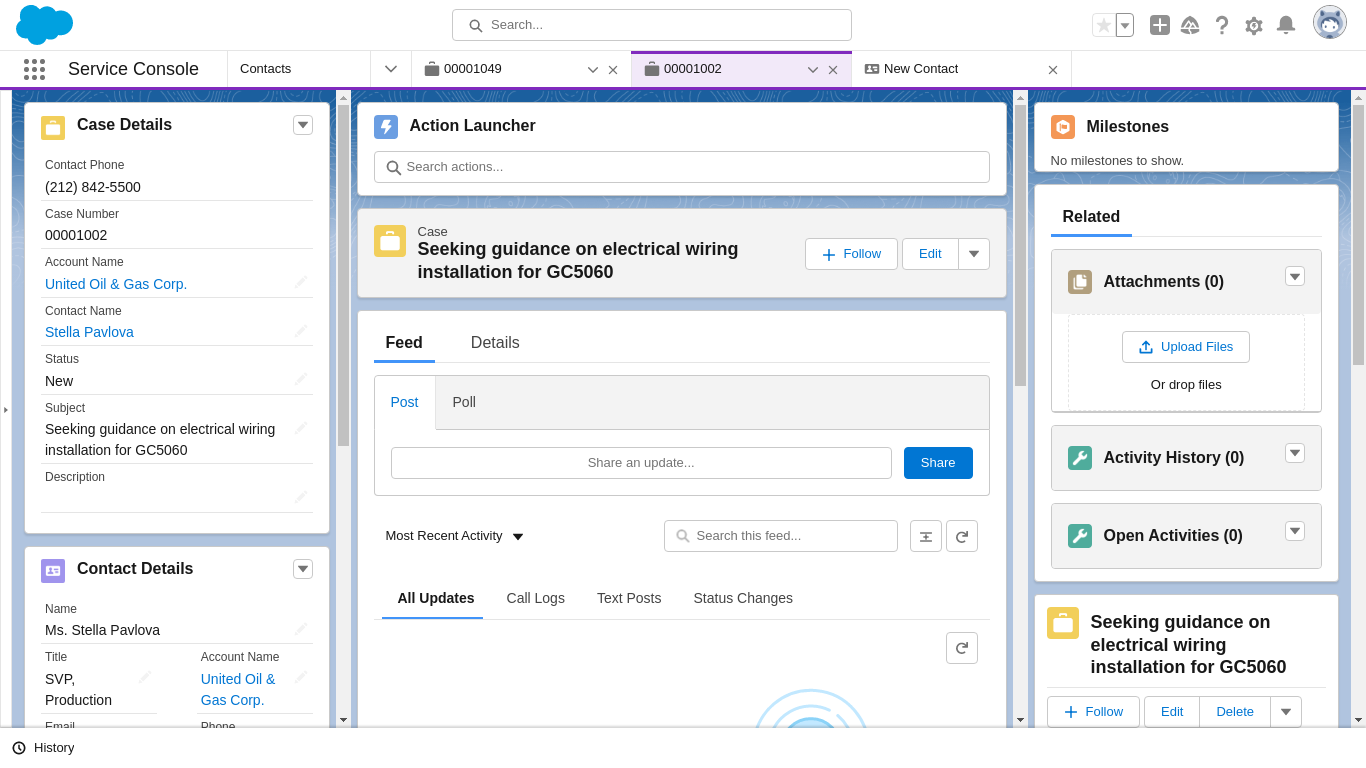 Search...
Service Console
Contacts
00001049
00001002
New Contact
Case Details
Contact Phone
(212) 842-5500
Case Number
00001002
Account Name
United Oil & Gas Corp.
Contact Name
Stella Pavlova
Status
New
Subject
Seeking guidance on electrical wiring
installation for GC5060
Description
Contact Details
Name
Ms. Stella Pavlova
Title
Account Name
SVP,
Production
United Oil &
Gas Corp.
Email
Phone
Action Launcher
Search actions...
Case
Seeking guidance on electrical wiring
installation for GC5060
Follow
Edit
Feed
Details
Post
Poll
Share an update...
Share
Most Recent Activity
Search this feed...
All Updates
Call Logs
Text Posts
Status Changes
Milestones
No milestones to show.
Related
Attachments (0)
Upload Files
Or drop files
Activity History (0)
Open Activities (0)
Seeking guidance on
electrical wiring
installation for GC5060
Follow
Edit
Delete
History